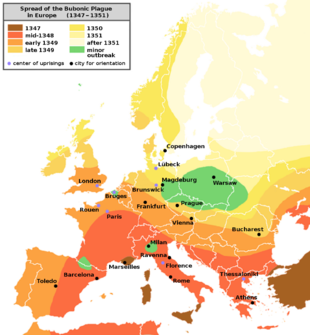 Spread of the Bubonic Plague
in Europe (1347–1351)
1347
mid-1348
early 1349
late 1349
1350
1351
after 1351
minor
outbreak
center of uprisings
city for orientation
Copenhagen
Lübeck
Magdeburg
London
Brunswick
Warsaw
Bruges
Rouen
Frankfurt
Prague
Paris
Vienna
Bucharest
Milan
Ravenna
Marseilles
Florence
Barcelona
Thessaloniki
Toledo
Rome
Athens